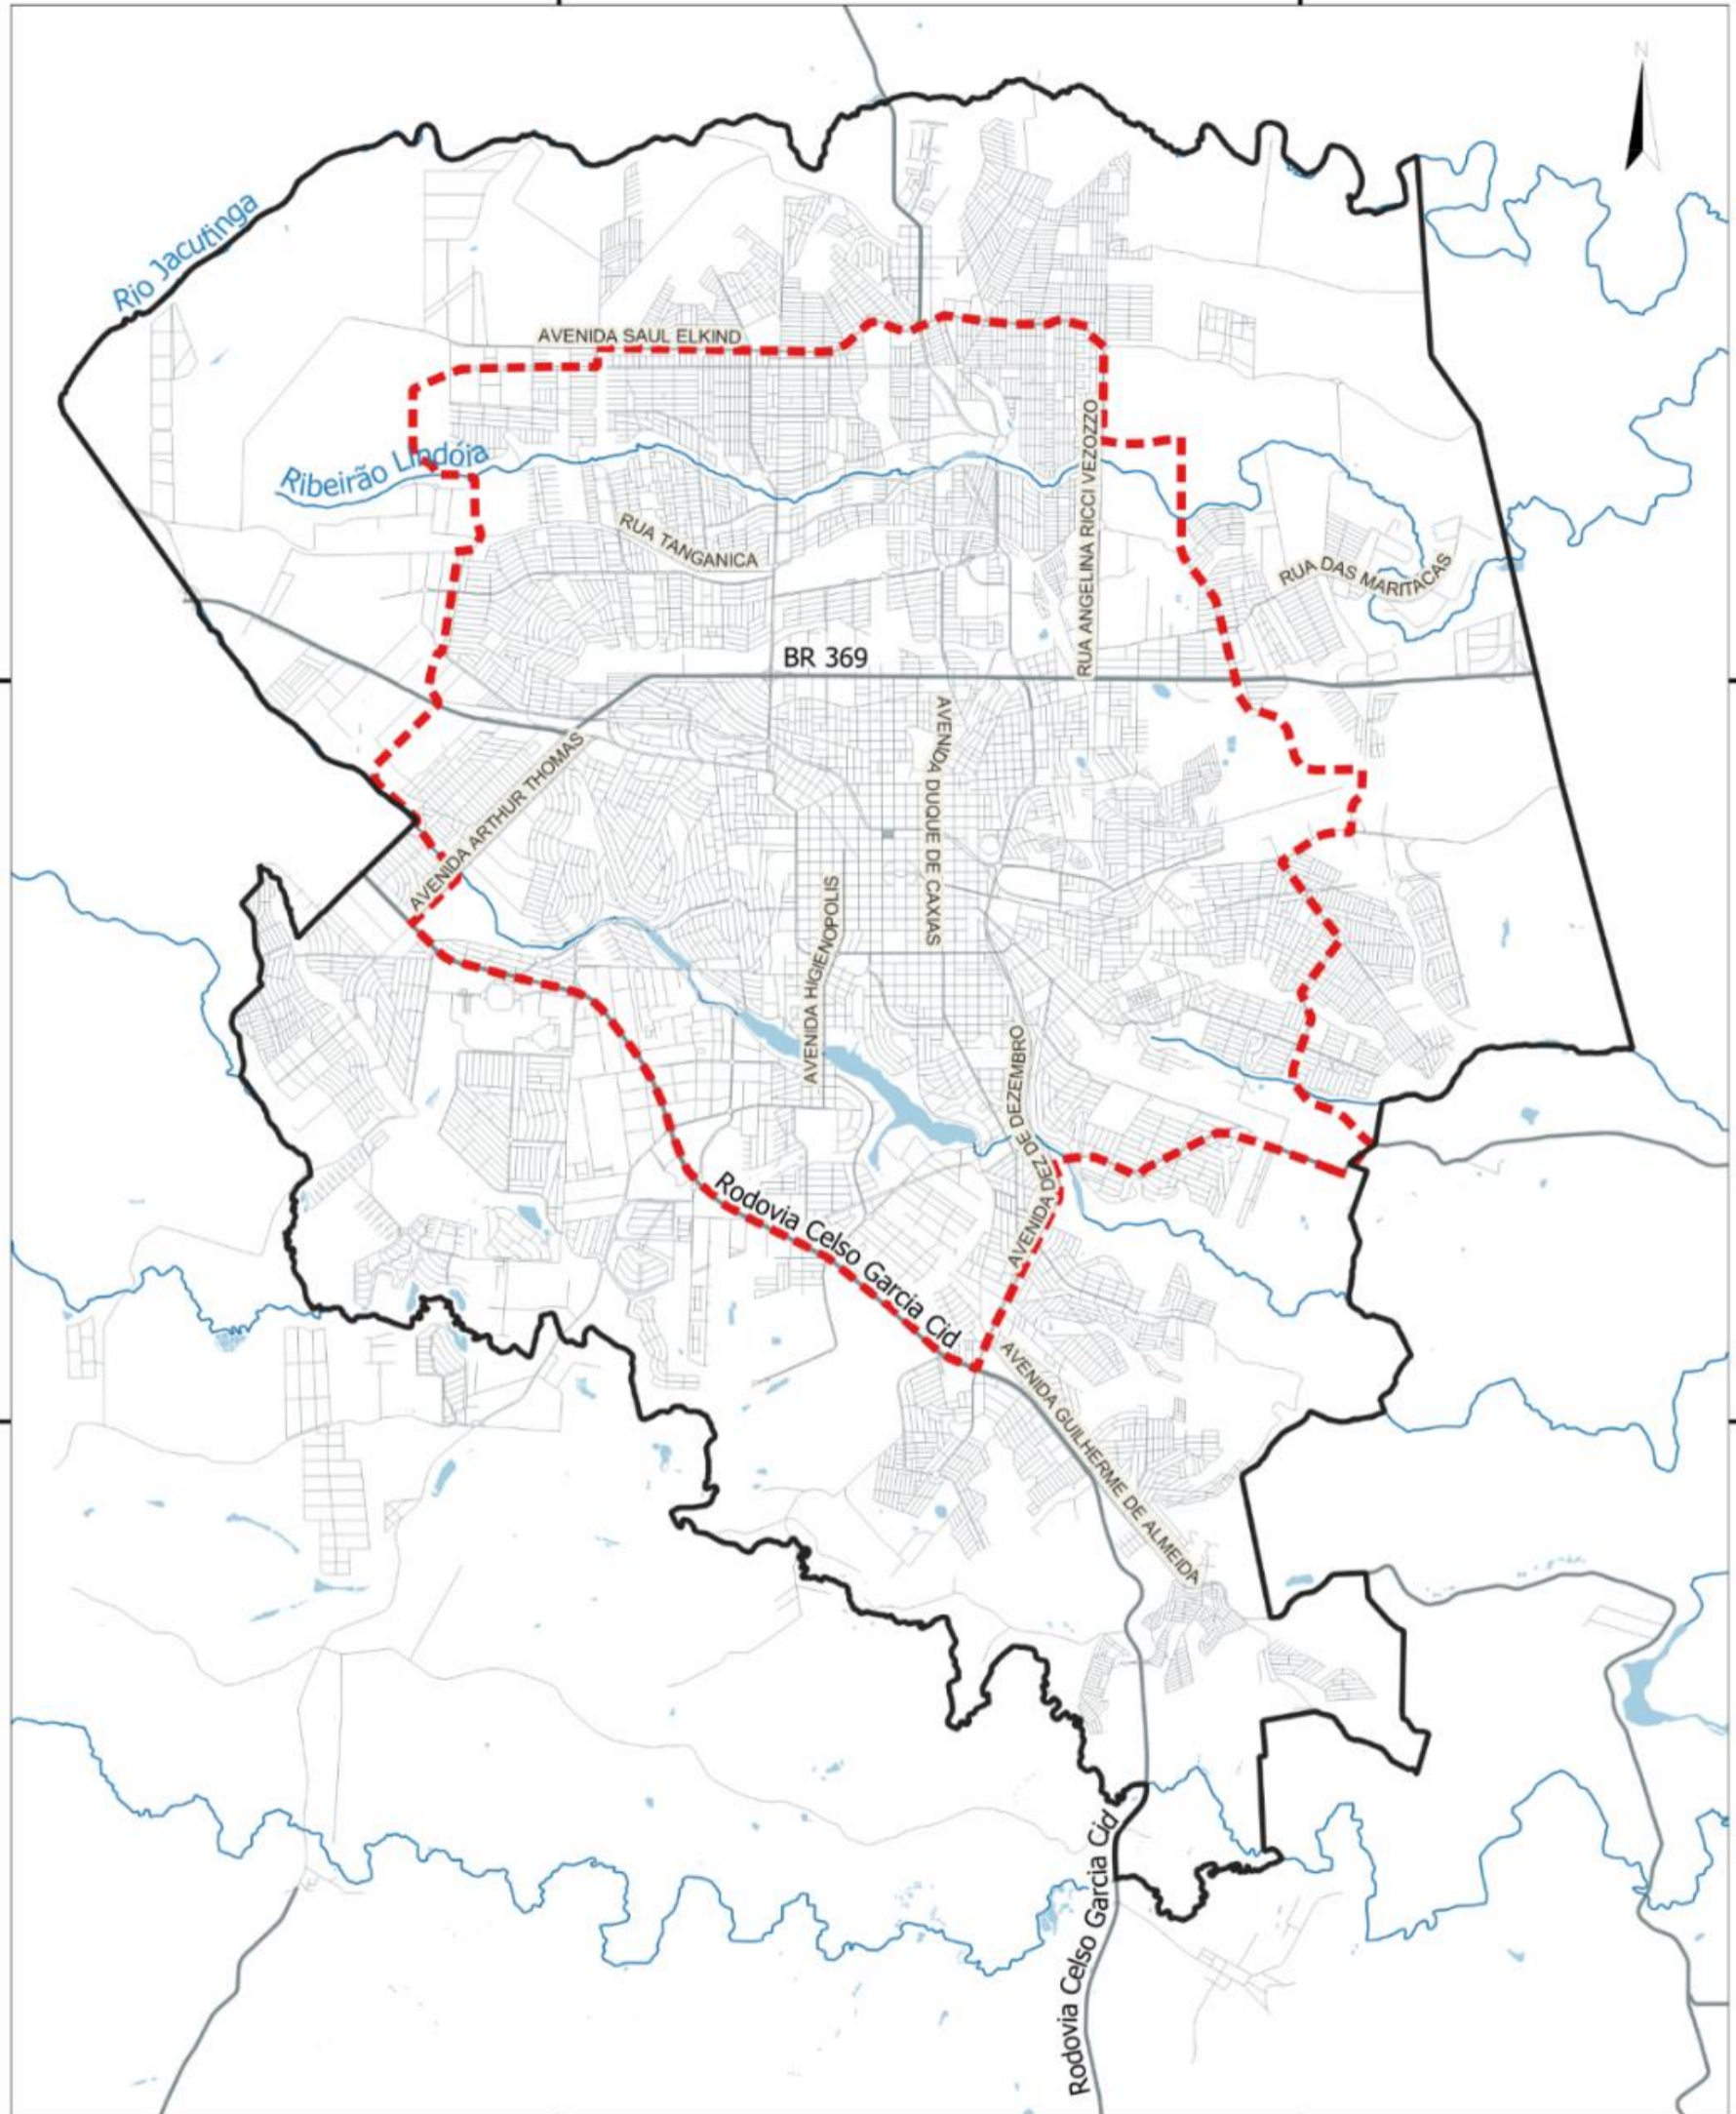 N
Rio Jacutinga
AVENIDA SAUL ELKIND
Ribeirão Lindóia
RUA ANGELINA RICCI VEZOZZO
RUA TANGANICA
RUA DAS MARITACAS
BR 369
AVENIDA DUQUE DE CAXIAS
AVENIDA ARTHUR THOMAS
AVENIDA HIGIENOPOLIS
AVENIDA DEZ DE DEZEMBRO
AVENIDA
Rodovia Celso Garcia Cid
AVENIDA GUILHERME DE ALMEIDA
Rodovia Celso Garcia Cid